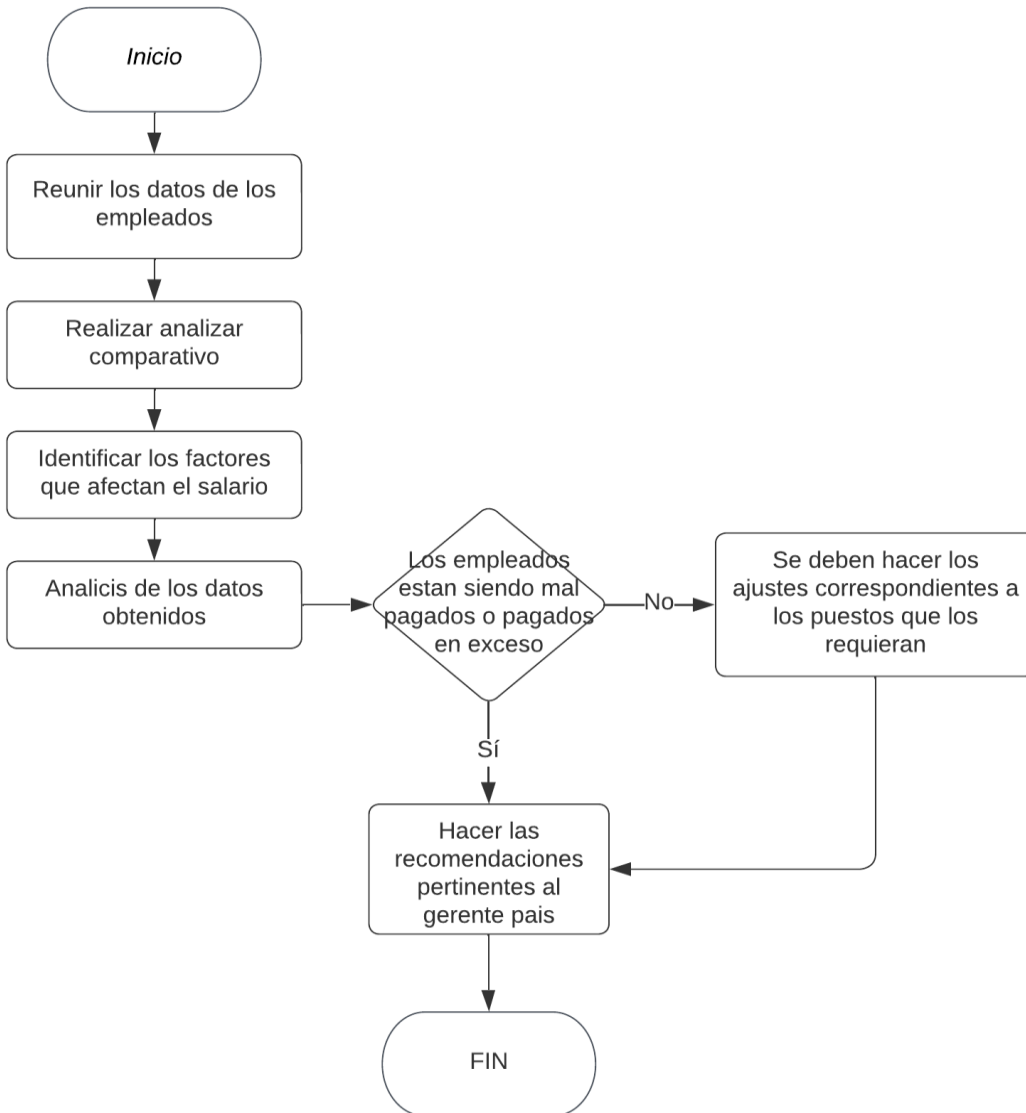 Inicio
Reunir los datos de los
empleados
Realizar analizar
comparativo
Identificar los factores
que afectan el salario
Analicis de los datos
obtenidos
Los empleados
estan siendo mal
pagados o pagados
en exceso
No
Se deben hacer los
ajustes correspondientes a
los puestos que los
requieran
Sí
Hacer las
recomendaciones
pertinentes al
gerente pais
FIN